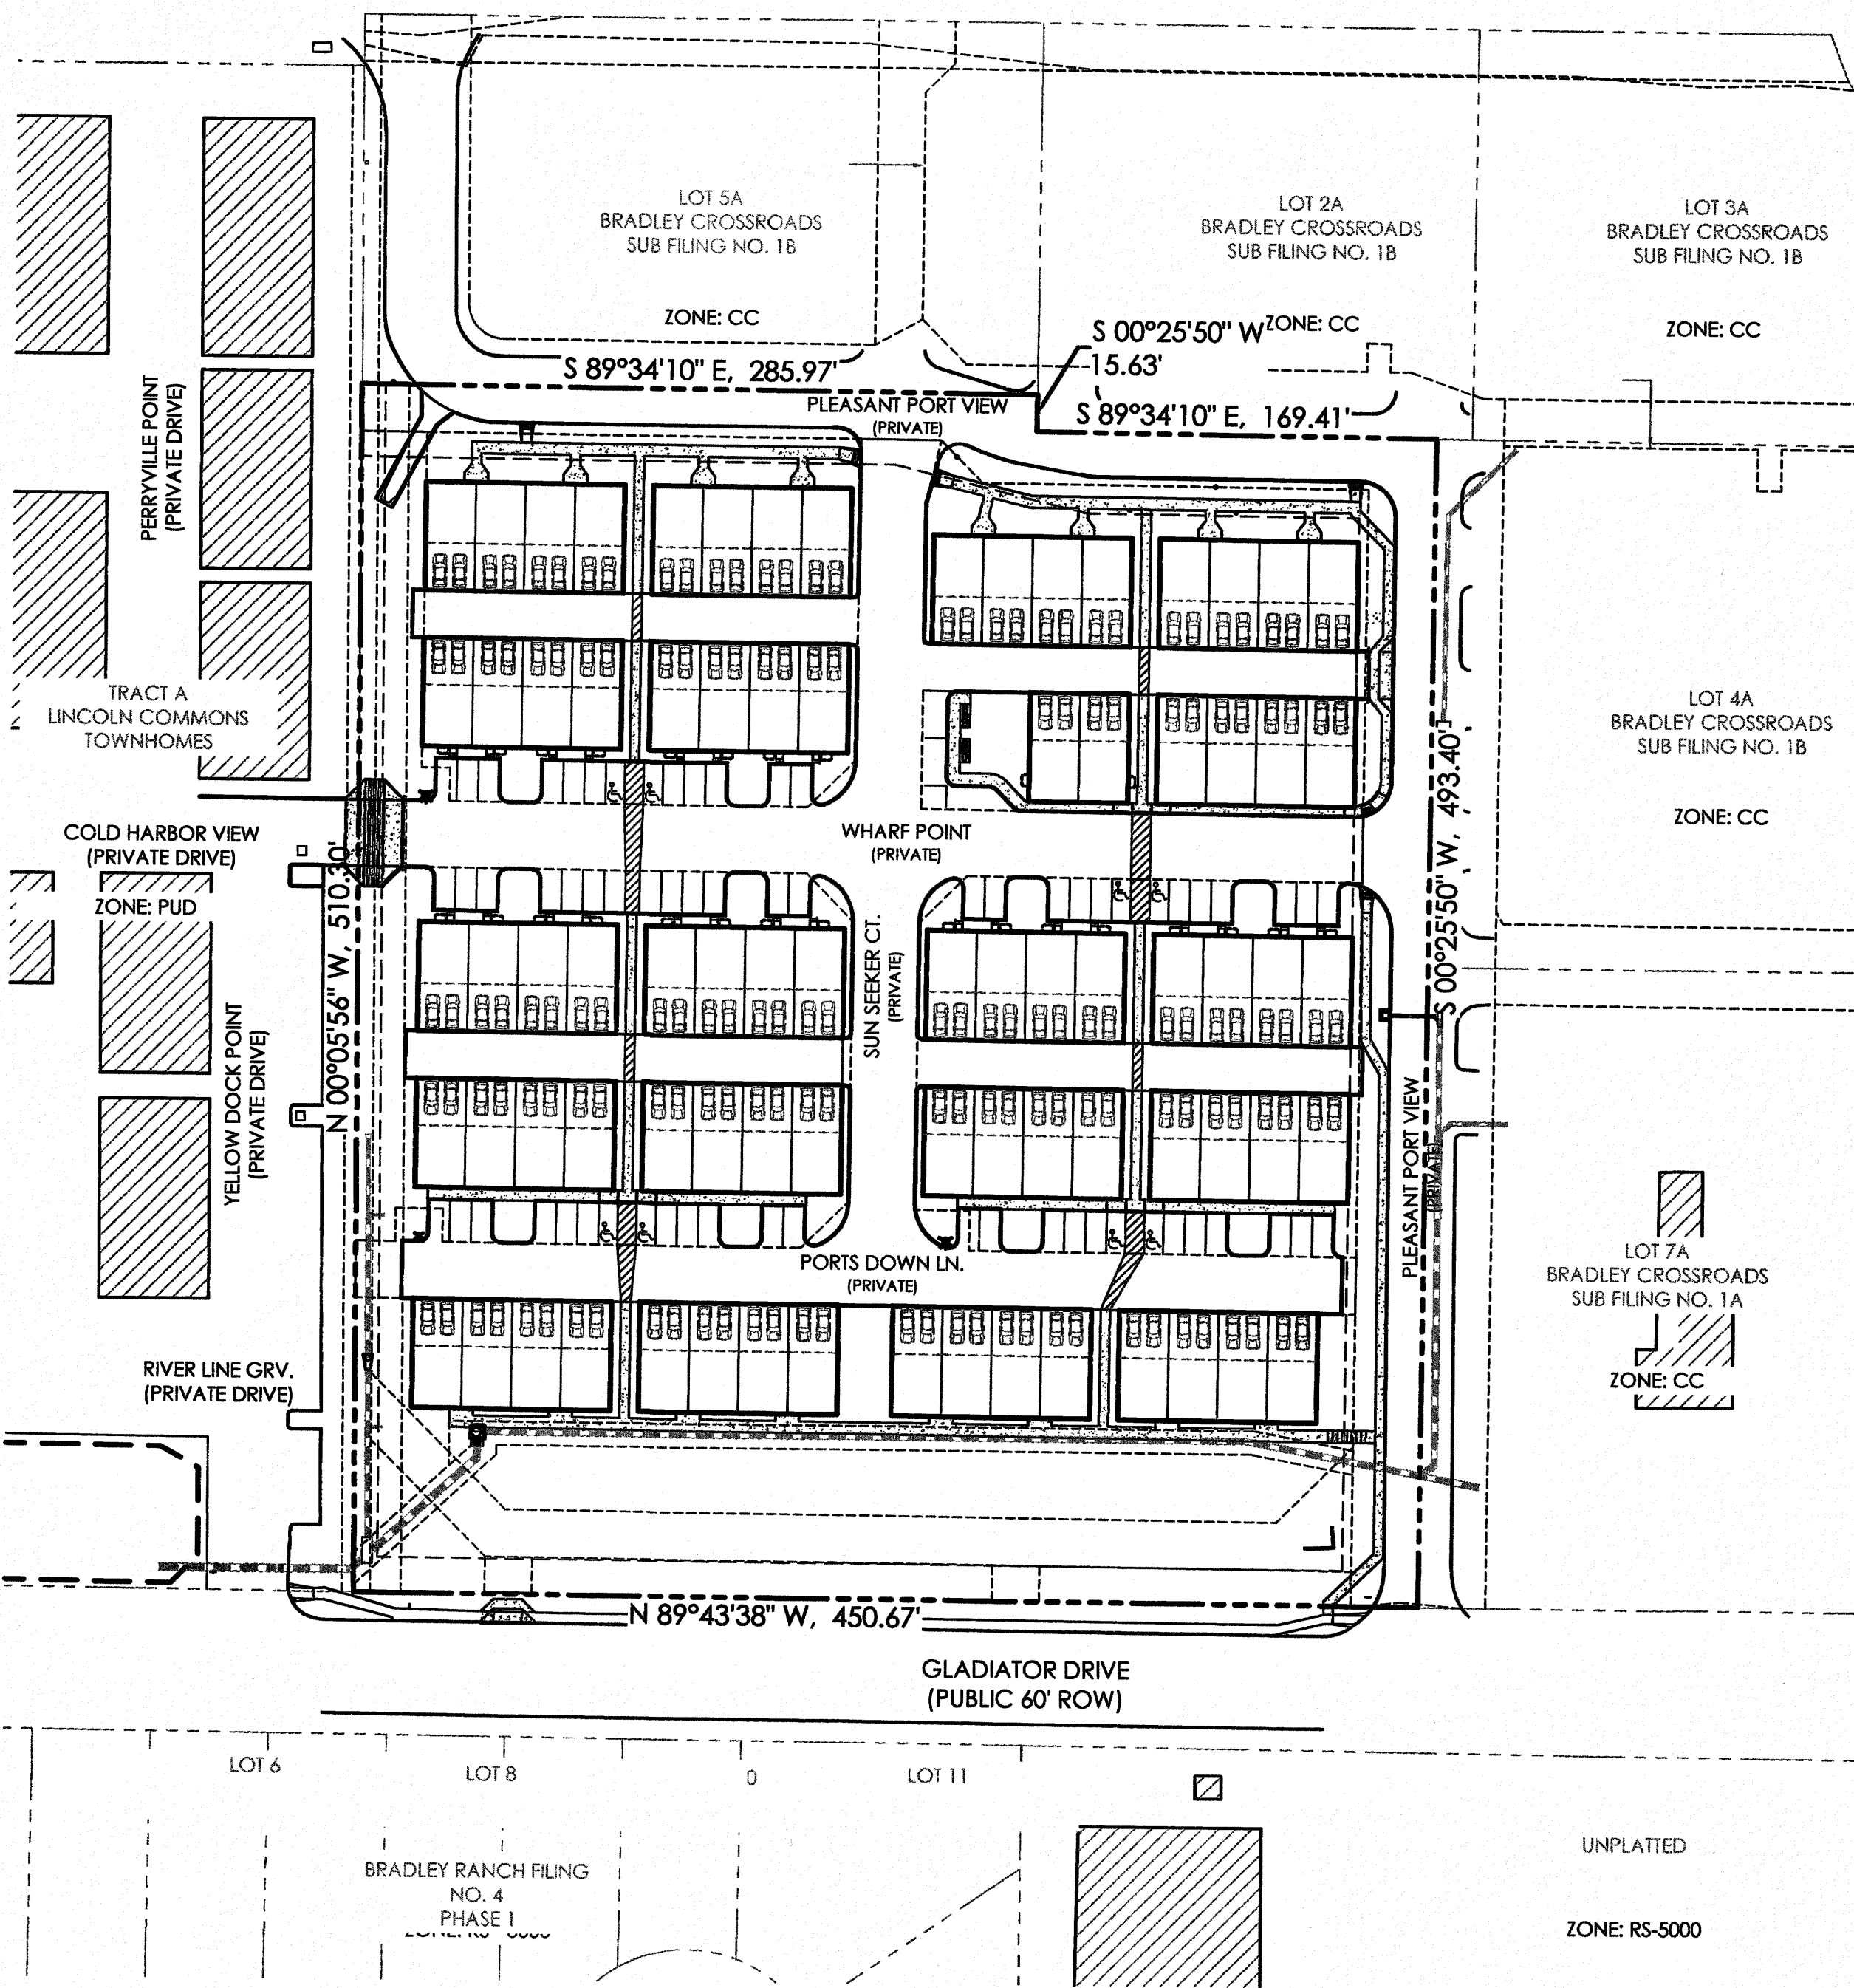 LOT 5A
BRADLEY CROSSROADS
SUB FILING NO. 1B
ZONE: CC
LOT 2A
BRADLEY CROSSROADS
SUB FILING NO. 1B
ZONE: CC
LOT 3A
BRADLEY CROSSROADS
SUB FILING NO. 1B
ZONE: CC
S 00°25'50" W
15.63'
S 89°34'10" E, 285.97'
S 89°34'10" E, 169.41'
PLEASANT PORT VIEW
(PRIVATE)
PERRYVILLE POINT
(PRIVATE DRIVE)
TRACT A
LINCOLN COMMONS
TOWNHOMES
LOT 4A
BRADLEY CROSSROADS
SUB FILING NO. 1B
ZONE: CC
COLD HARBOR VIEW
(PRIVATE DRIVE)
ZONE: PUD
N 00°05'56" W, 510.30'
WHARF POINT
(PRIVATE)
SUN SEEKER CT.
(PRIVATE)
S 00°25'50" W, 493.40'
YELLOW DOCK POINT
(PRIVATE DRIVE)
PLEASANT PORT VIEW
(PRIVATE)
PORTS DOWN LN.
(PRIVATE)
LOT 7A
BRADLEY CROSSROADS
SUB FILING NO. 1A
ZONE: CC
RIVER LINE GRV.
(PRIVATE DRIVE)
N 89°43'38" W, 450.67'
GLADIATOR DRIVE
(PUBLIC 60' ROW)
LOT 6
LOT 8
0
LOT 11
BRADLEY RANCH FILING
NO. 4
PHASE 1
UNPLATTED
ZONE: RS-5000